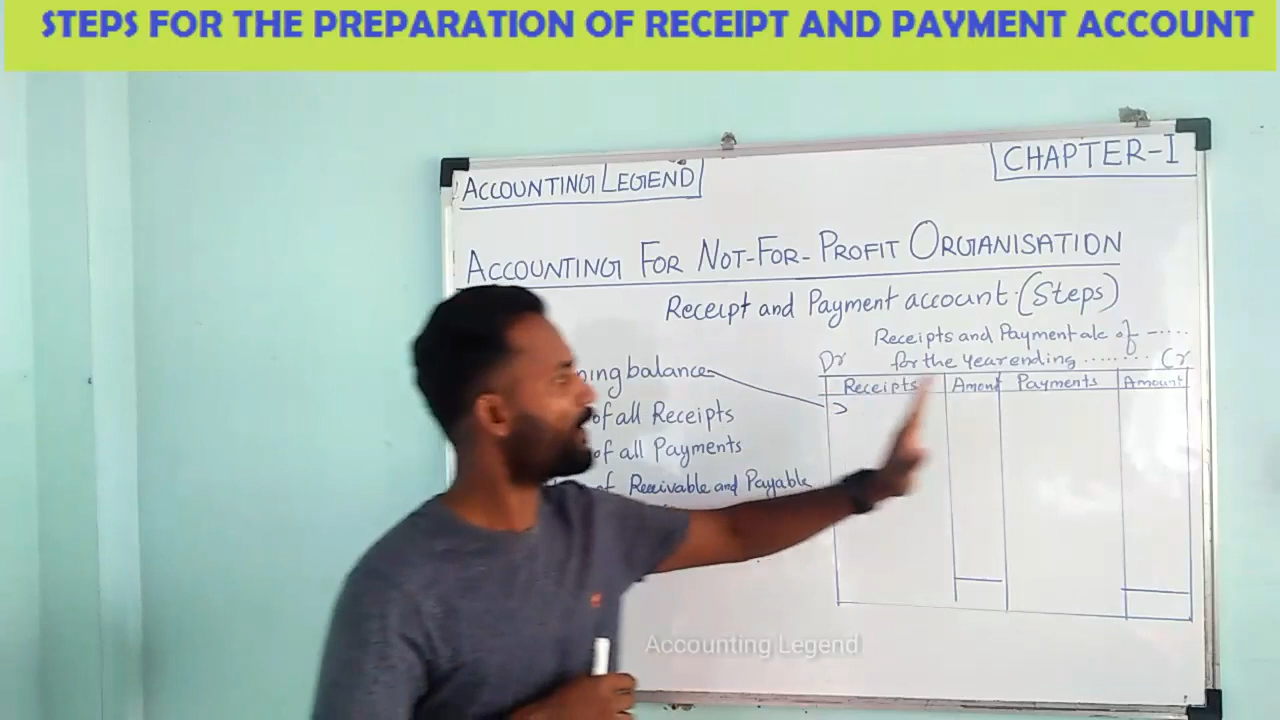 STEPS FOR THE PREPARATION OF RECEIPT AND PAYMENT ACCOUNT
ACCOUNTING LEGEND
CHAPTER-I
ACCOUNTING FOR NOT-FOR-PROFIT ORGANISATION
Receipt and Payment account.(Steps)
Receipts and Payment a/c of -....
Dr for the year ending ........ Cr
Receipts Amount Payments Amount
ning balance
of all Receipts
of all Payments
of Receivable and Payable
Accounting Legend